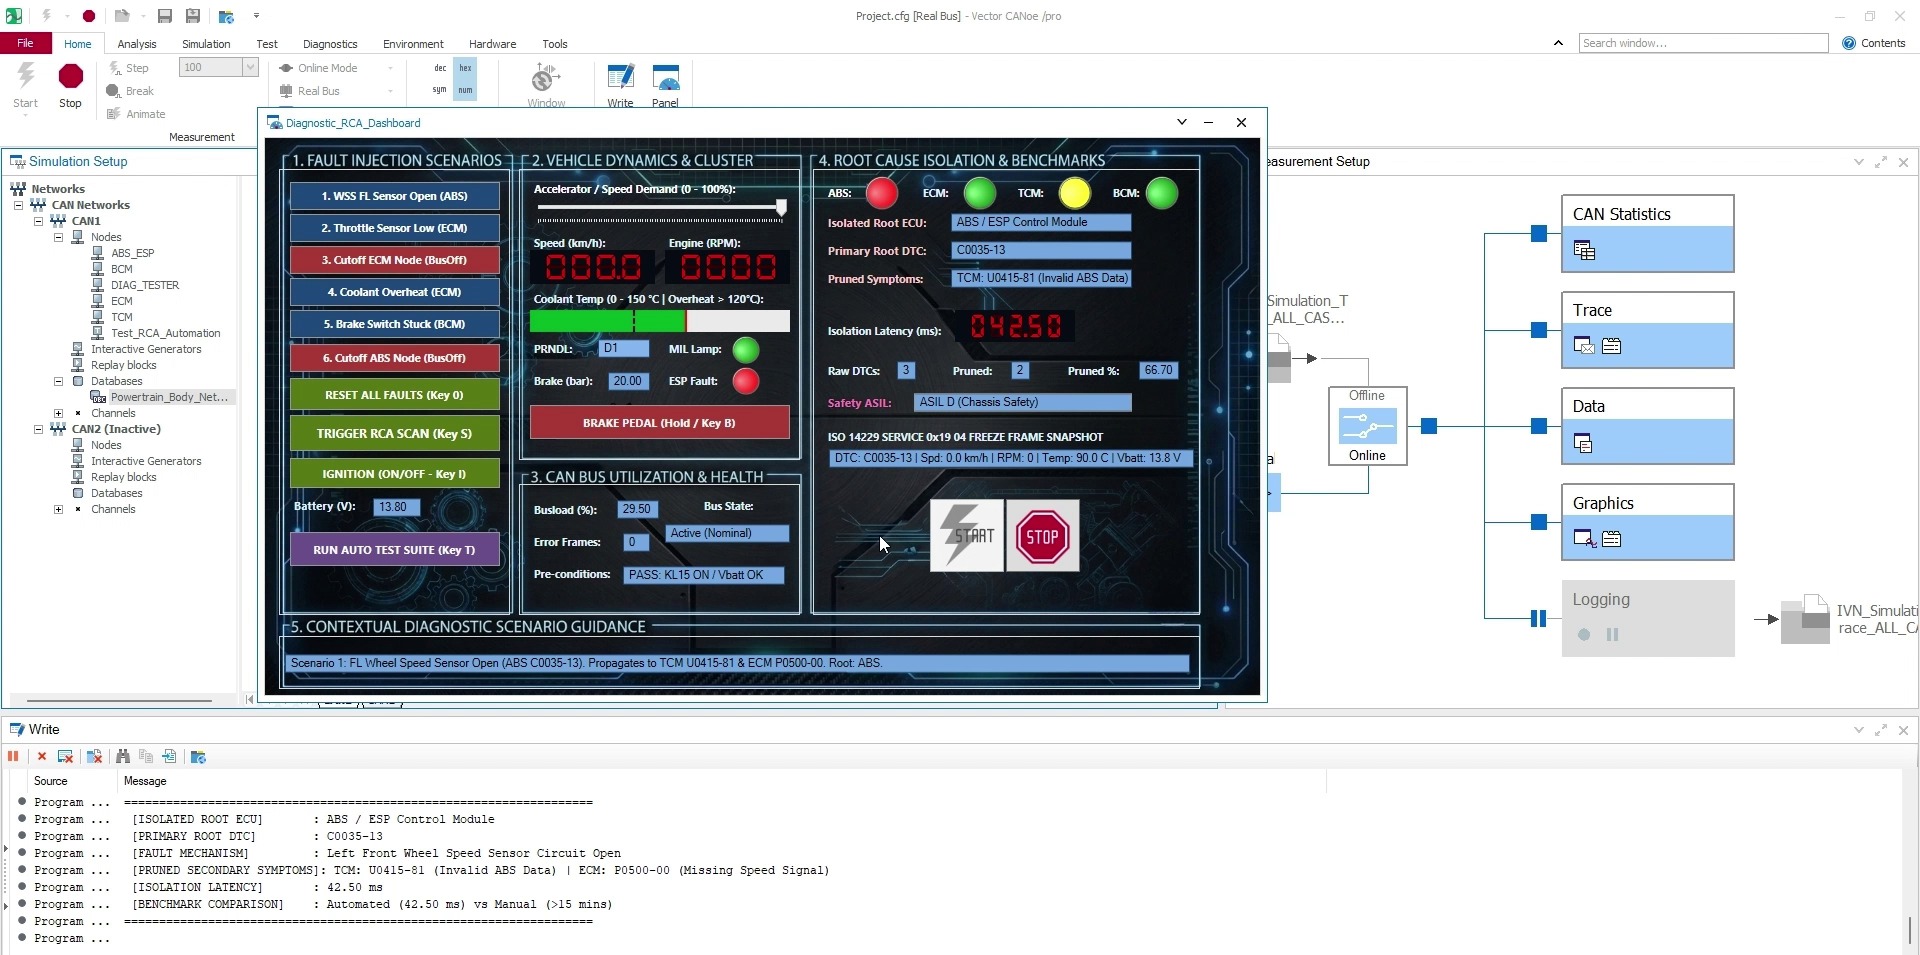 Project.cfg [Real Bus] - Vector CANoe /pro
File Home Analysis Simulation Test Diagnostics Environment Hardware Tools
Search window... Contents
Start
Stop
Step
100
Break
Animate
Measurement
Online Mode
Real Bus
dec hex
sym num
Window
Write
Panel
Simulation Setup
Networks
CAN Networks
CAN1
Nodes
ABS_ESP
BCM
DIAG_TESTER
ECM
TCM
Test_RCA_Automation
Interactive Generators
Replay blocks
Databases
Powertrain_Body_Net...
Channels
CAN2 (Inactive)
Nodes
Interactive Generators
Replay blocks
Databases
Channels
Diagnostic_RCA_Dashboard
1. FAULT INJECTION SCENARIOS
1. WSS FL Sensor Open (ABS)
2. Throttle Sensor Low (ECM)
3. Cutoff ECM Node (BusOff)
4. Coolant Overheat (ECM)
5. Brake Switch Stuck (BCM)
6. Cutoff ABS Node (BusOff)
RESET ALL FAULTS (Key 0)
TRIGGER RCA SCAN (Key S)
IGNITION (ON/OFF - Key I)
Battery (V): 13.80
RUN AUTO TEST SUITE (Key T)
2. VEHICLE DYNAMICS & CLUSTER
Accelerator / Speed Demand (0 - 100%):
Speed (km/h): Engine (RPM):
000.0 0000
Coolant Temp (0 - 150 °C | Overheat > 120°C):
PRNDL: D1 MIL Lamp:
Brake (bar): 20.00 ESP Fault:
BRAKE PEDAL (Hold / Key B)
3. CAN BUS UTILIZATION & HEALTH
Busload (%): 29.50 Bus State:
Active (Nominal)
Error Frames: 0
Pre-conditions: PASS: KL15 ON / Vbatt OK
4. ROOT CAUSE ISOLATION & BENCHMARKS
ABS: ECM: TCM: BCM:
Isolated Root ECU: ABS / ESP Control Module
Primary Root DTC: C0035-13
Pruned Symptoms: TCM: U0415-81 (Invalid ABS Data)
Isolation Latency (ms): 042.50
Raw DTCs: 3 Pruned: 2 Pruned %: 66.70
Safety ASIL: ASIL D (Chassis Safety)
ISO 14229 SERVICE 0x19 04 FREEZE FRAME SNAPSHOT
DTC: C0035-13 | Spd: 0.0 km/h | RPM: 0 | Temp: 90.0 C | Vbatt: 13.8 V
START STOP
5. CONTEXTUAL DIAGNOSTIC SCENARIO GUIDANCE
Scenario 1: FL Wheel Speed Sensor Open (ABS C0035-13). Propagates to TCM U0415-81 & ECM P0500-00. Root: ABS.
easurement Setup
Simulation_T
_ALL_CAS...
al
Offline
Online
CAN Statistics
Trace
Data
Graphics
Logging
IVN_Simulati
race_ALL_CA
Write
Source Message
Program ... ===================================================================
Program ... [ISOLATED ROOT ECU] : ABS / ESP Control Module
Program ... [PRIMARY ROOT DTC] : C0035-13
Program ... [FAULT MECHANISM] : Left Front Wheel Speed Sensor Circuit Open
Program ... [PRUNED SECONDARY SYMPTOMS]: TCM: U0415-81 (Invalid ABS Data) | ECM: P0500-00 (Missing Speed Signal)
Program ... [ISOLATION LATENCY] : 42.50 ms
Program ... [BENCHMARK COMPARISON] : Automated (42.50 ms) vs Manual (>15 mins)
Program ... ===================================================================
Program ...